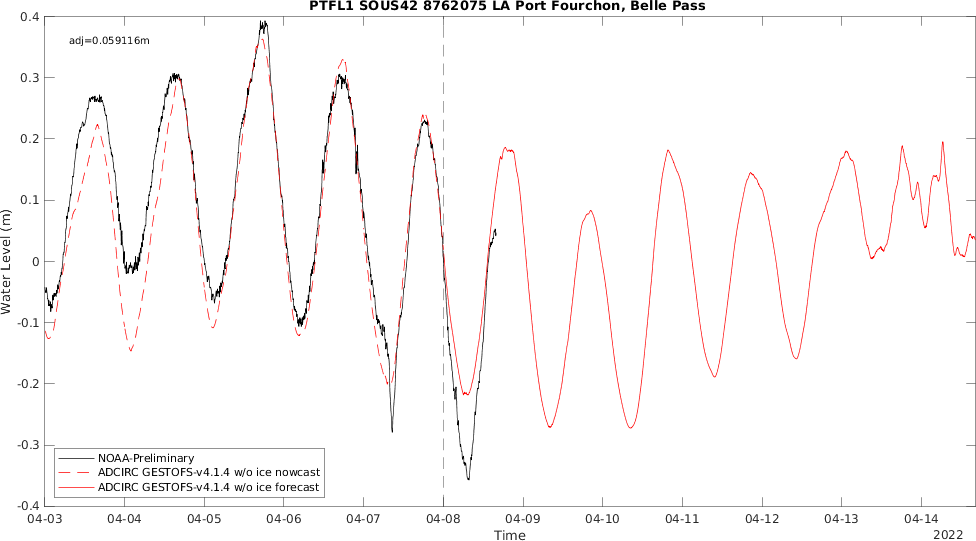 PTFL1 SOUS42 8762075 LA Port Fourchon, Belle Pass
adj=0.059116m
0.4
0.3
0.2
0.1
0
-0.1
-0.2
-0.3
-0.4
Water Level (m)
NOAA-Preliminary
ADCIRC GESTOFS-v4.1.4 w/o ice nowcast
ADCIRC GESTOFS-v4.1.4 w/o ice forecast
04-03 04-04 04-05 04-06 04-07 04-08 04-09 04-10 04-11 04-12 04-13 04-14
Time
2022